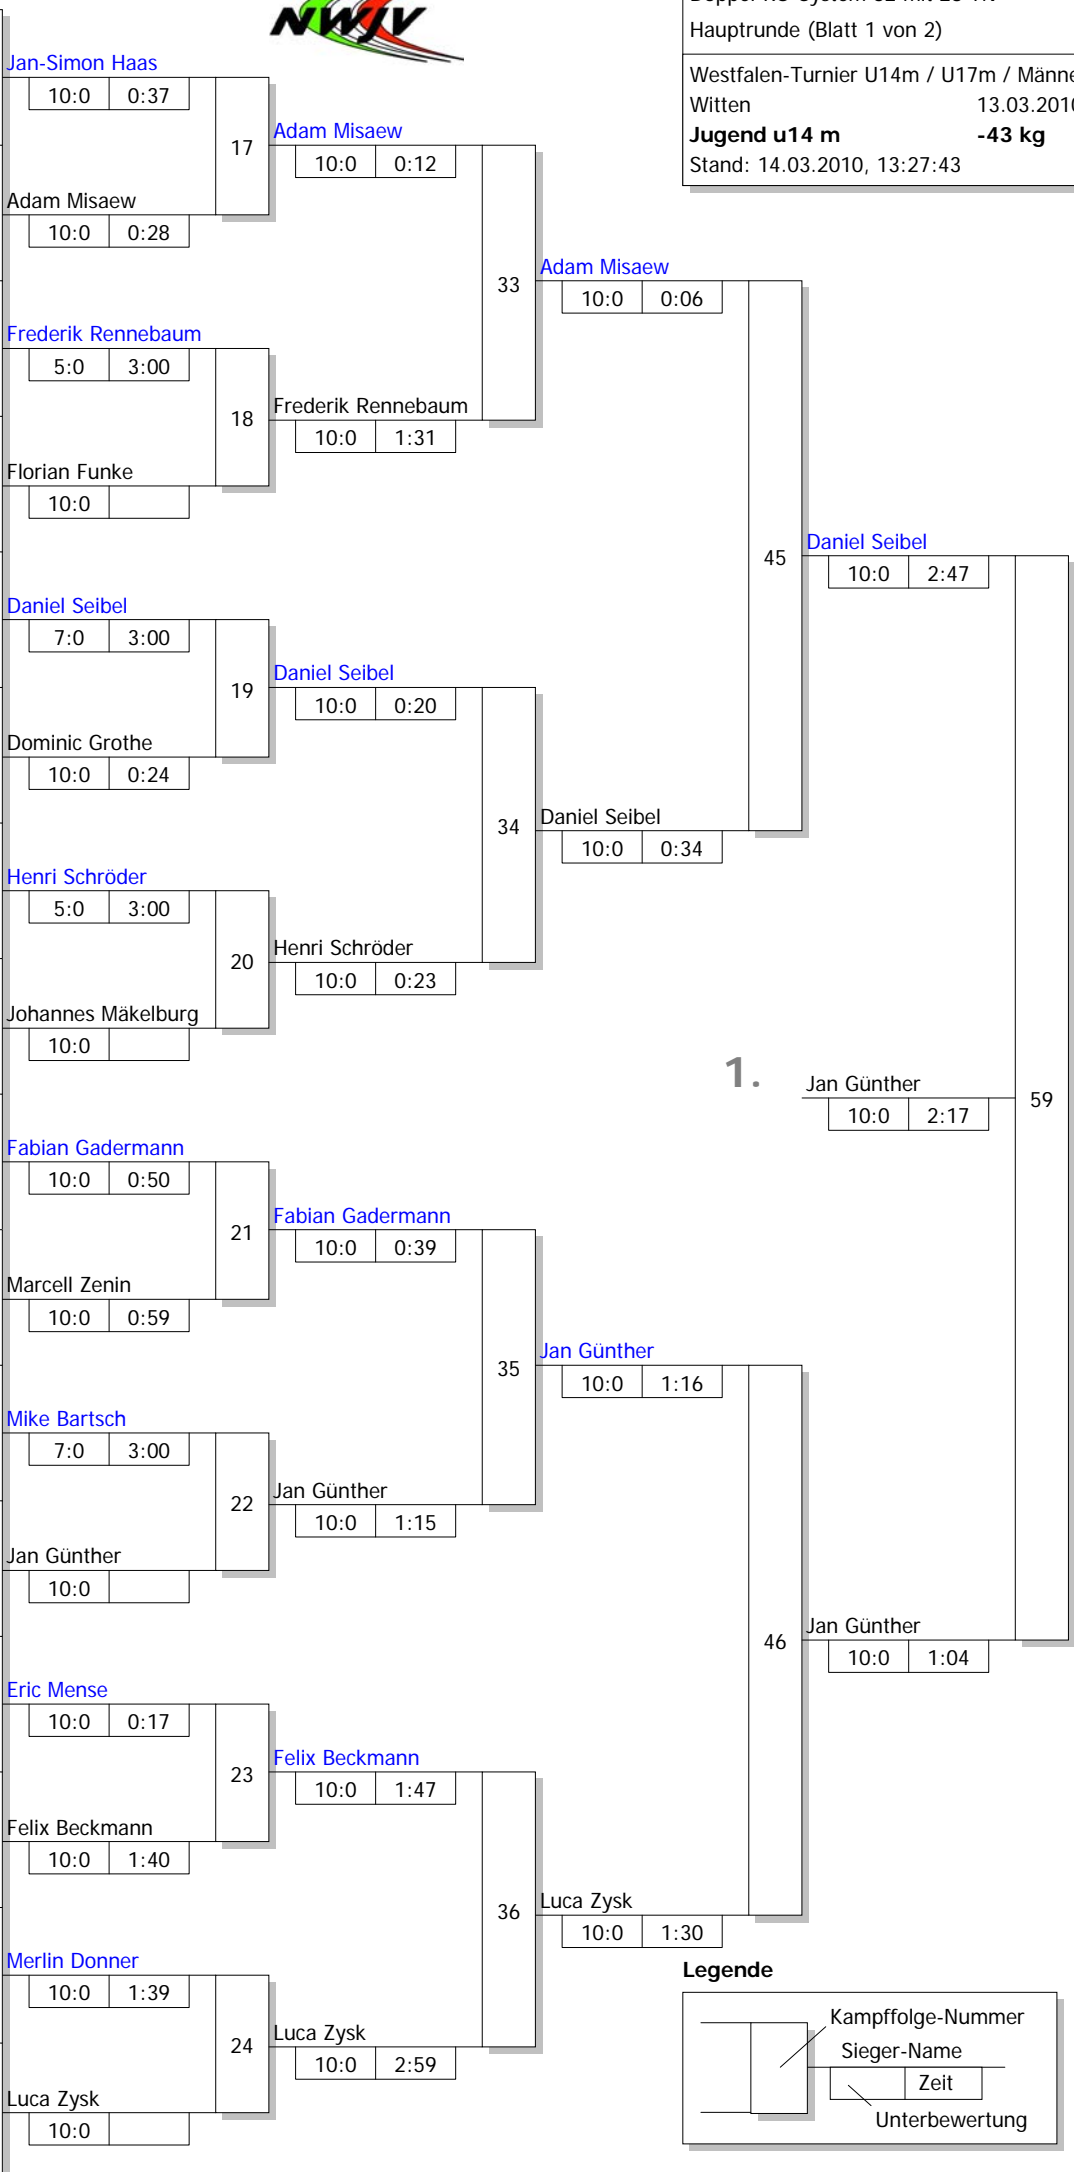 NWJV
Hauptrunde (Blatt 1 von 2)
Westfalen-Turnier U14m / U17m / Männe
Witten 13.03.2010
Jugend u14 m -43 kg
Stand: 14.03.2010, 13:27:43
Jan-Simon Haas
10:0 0:37
17
Adam Misaew
10:0 0:12
Adam Misaew
10:0 0:28
33
Adam Misaew
10:0 0:06
Frederik Rennebaum
5:0 3:00
18
Frederik Rennebaum
10:0 1:31
Florian Funke
10:0
45
Daniel Seibel
10:0 2:47
Daniel Seibel
7:0 3:00
19
Daniel Seibel
10:0 0:20
Dominic Grothe
10:0 0:24
34
Daniel Seibel
10:0 0:34
Henri Schröder
5:0 3:00
20
Henri Schröder
10:0 0:23
Johannes Mäkelburg
10:0
1.
Jan Günther
10:0 2:17
59
Fabian Gadermann
10:0 0:50
21
Fabian Gadermann
10:0 0:39
Marcell Zenin
10:0 0:59
35
Jan Günther
10:0 1:16
Mike Bartsch
7:0 3:00
22
Jan Günther
10:0 1:15
Jan Günther
10:0
46
Jan Günther
10:0 1:04
Eric Mense
10:0 0:17
23
Felix Beckmann
10:0 1:47
Felix Beckmann
10:0 1:40
36
Luca Zysk
10:0 1:30
Merlin Donner
10:0 1:39
24
Luca Zysk
10:0 2:59
Luca Zysk
10:0
Legende
Kampffolge-Nummer
Sieger-Name
Zeit
Unterbewertung